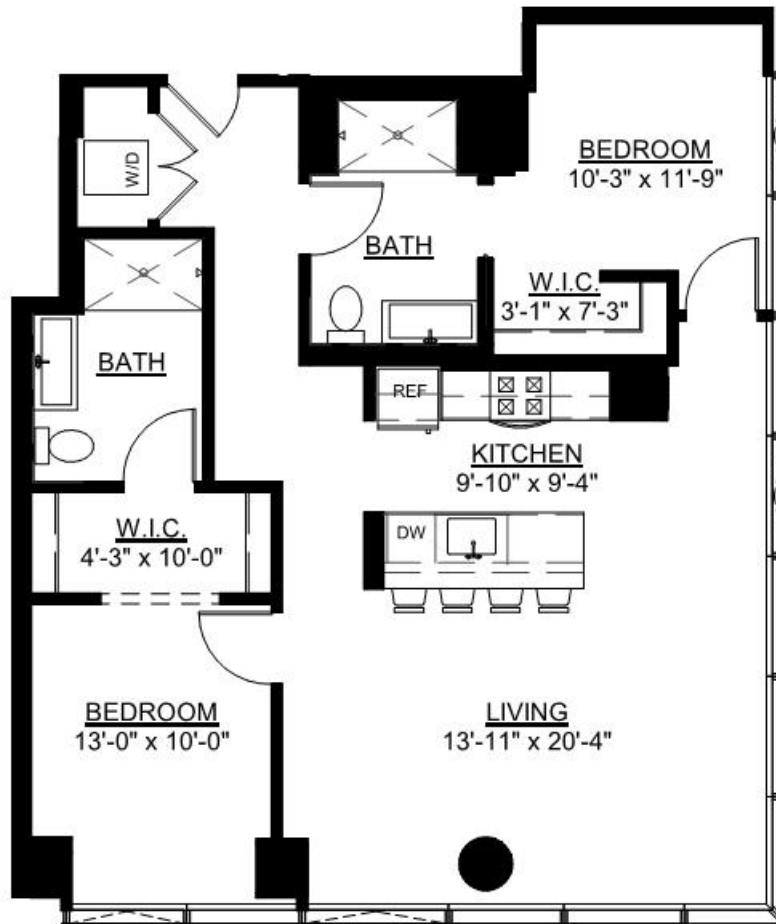 BEDROOM
10'-3" x 11'-9"
W/D
BATH
W.I.C.
3'-1" x 7'-3"
BATH
REF
KITCHEN
9'-10" x 9'-4"
W.I.C.
4'-3" x 10'-0"
DW
BEDROOM
13'-0" x 10'-0"
LIVING
13'-11" x 20'-4"